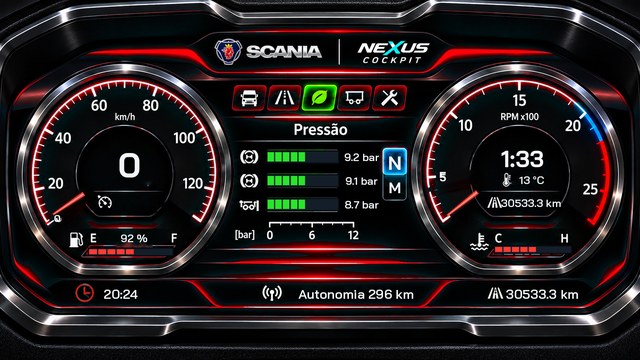 SCANIA
NEXUS
COCKPIT
Pressão
9.2 bar
9.1 bar
8.7 bar
N
M
[bar]
0 6 12
20 40 60 80 100 120
km/h
0
E 92 % F
5 10 15 20 25
RPM x100
1:33
13 °C
30533.3 km
C H
20:24
Autonomia 296 km
30533.3 km